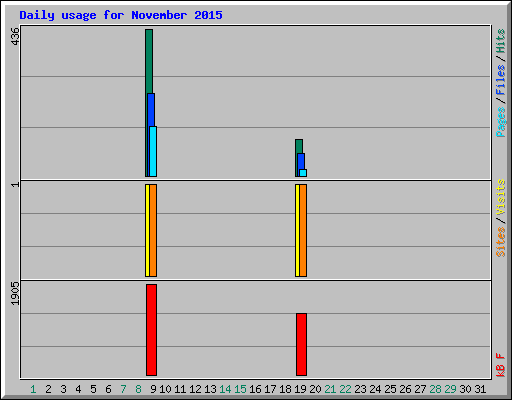 Daily usage for November 2015
436
1
1905
Pages / Files / Hits
Sites / Visits
kB F
1 2 3 4 5 6 7 8 9 10 11 12 13 14 15 16 17 18 19 20 21 22 23 24 25 26 27 28 29 30 31